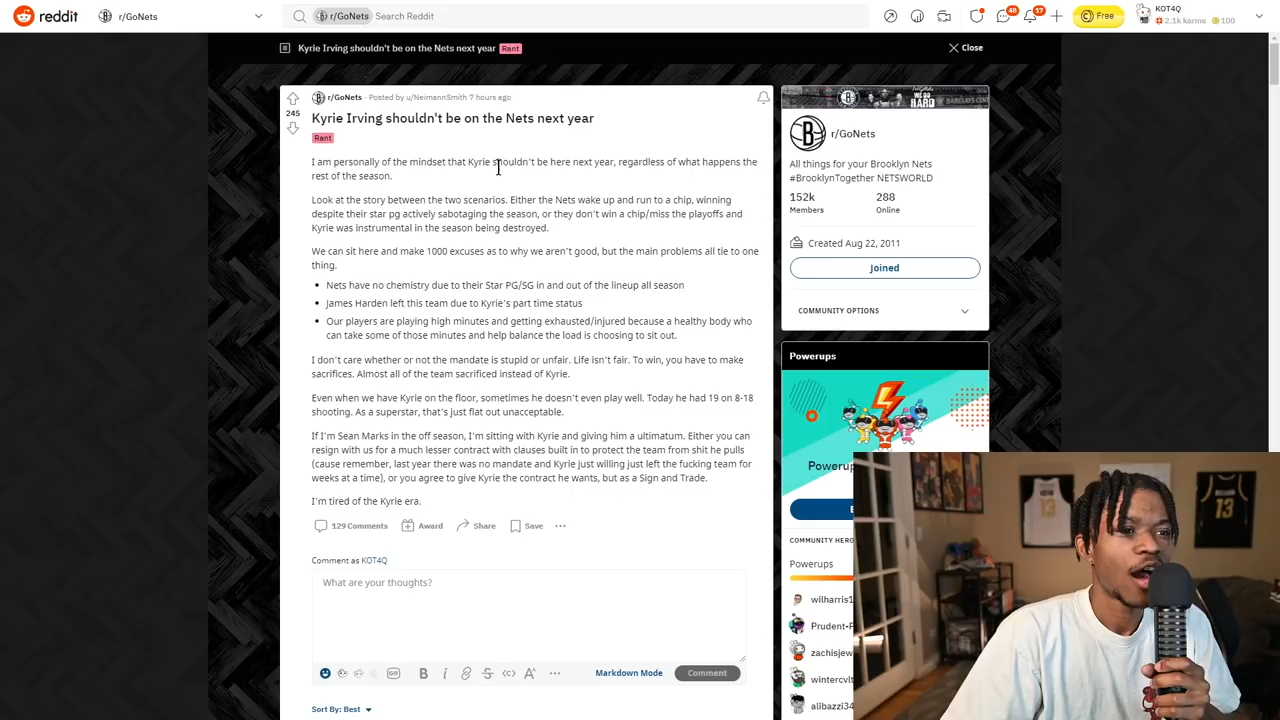 reddit
r/GoNets
r/GoNets
Search Reddit
48
17
Free
KOT4Q
2.1k karma
100
Kyrie Irving shouldn't be on the Nets next year
Rant
Close
245
r/GoNets · Posted by u/NeimannSmith 7 hours ago
Kyrie Irving shouldn't be on the Nets next year
Rant
I am personally of the mindset that Kyrie shouldn't be here next year, regardless of what happens the
rest of the season.
Look at the story between the two scenarios. Either the Nets wake up and run to a chip, winning
despite their star pg actively sabotaging the season, or they don't win a chip/miss the playoffs and
Kyrie was instrumental in the season being destroyed.
We can sit here and make 1000 excuses as to why we aren't good, but the main problems all tie to one
thing.
• Nets have no chemistry due to their Star PG/SG in and out of the lineup all season
• James Harden left this team due to Kyrie's part time status
• Our players are playing high minutes and getting exhausted/injured because a healthy body who
can take some of those minutes and help balance the load is choosing to sit out.
I don't care whether or not the mandate is stupid or unfair. Life isn't fair. To win, you have to make
sacrifices. Almost all of the team sacrificed instead of Kyrie.
Even when we have Kyrie on the floor, sometimes he doesn't even play well. Today he had 19 on 8-18
shooting. As a superstar, that's just flat out unacceptable.
If I'm Sean Marks in the off season, I'm sitting with Kyrie and giving him a ultimatum. Either you can
resign with us for a much lesser contract with clauses built in to protect the team from shit he pulls
(cause remember, last year there was no mandate and Kyrie just willing just left the fucking team for
weeks at a time), or you agree to give Kyrie the contract he wants, but as a Sign and Trade.
I'm tired of the Kyrie era.
129 Comments
Award
Share
Save
Comment as KOT4Q
What are your thoughts?
GIF
B
i
Markdown Mode
Comment
Sort By: Best
WE GO
HARD
BARCLAYS CEN
B
r/GoNets
All things for your Brooklyn Nets
#BrooklynTogether NETSWORLD
152k
288
Members
Online
Created Aug 22, 2011
Joined
COMMUNITY OPTIONS
Powerups
Powerup
COMMUNITY HERO
Powerups
wilharris1
Prudent-F
zachisjew
wintercvlt
alibazzi34
13